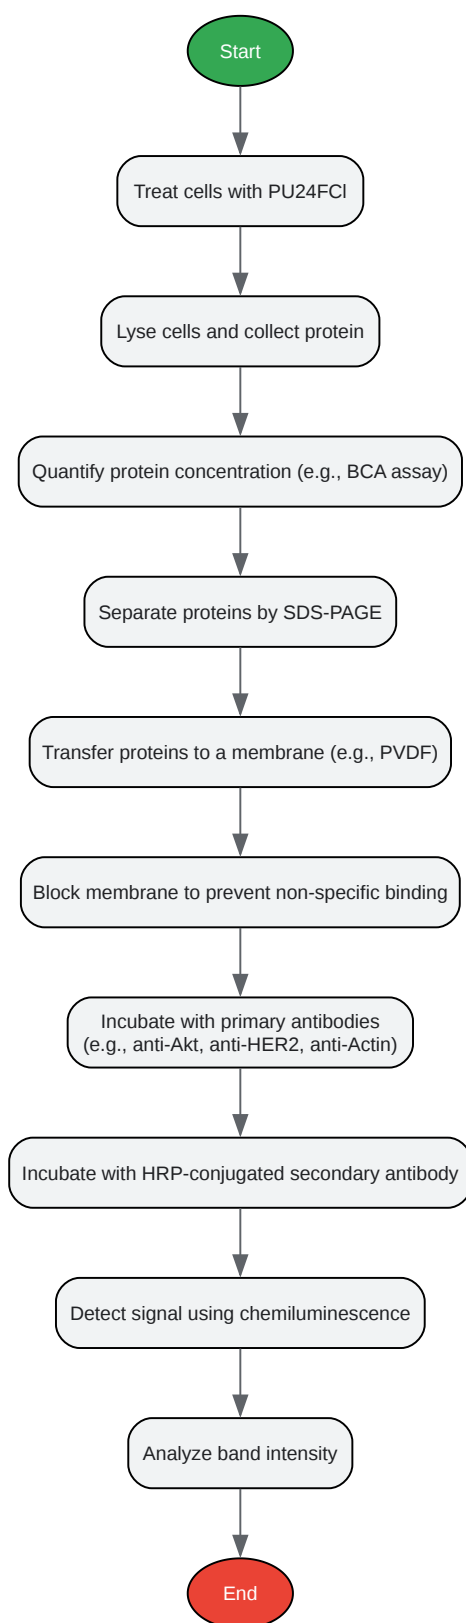 Start
Treat cells with PU24FCl
Lyse cells and collect protein
Quantify protein concentration (e.g., BCA assay)
Separate proteins by SDS-PAGE
Transfer proteins to a membrane (e.g., PVDF)
Block membrane to prevent non-specific binding
Incubate with primary antibodies
(e.g., anti-Akt, anti-HER2, anti-Actin)
Incubate with HRP-conjugated secondary antibody
Detect signal using chemiluminescence
Analyze band intensity
End